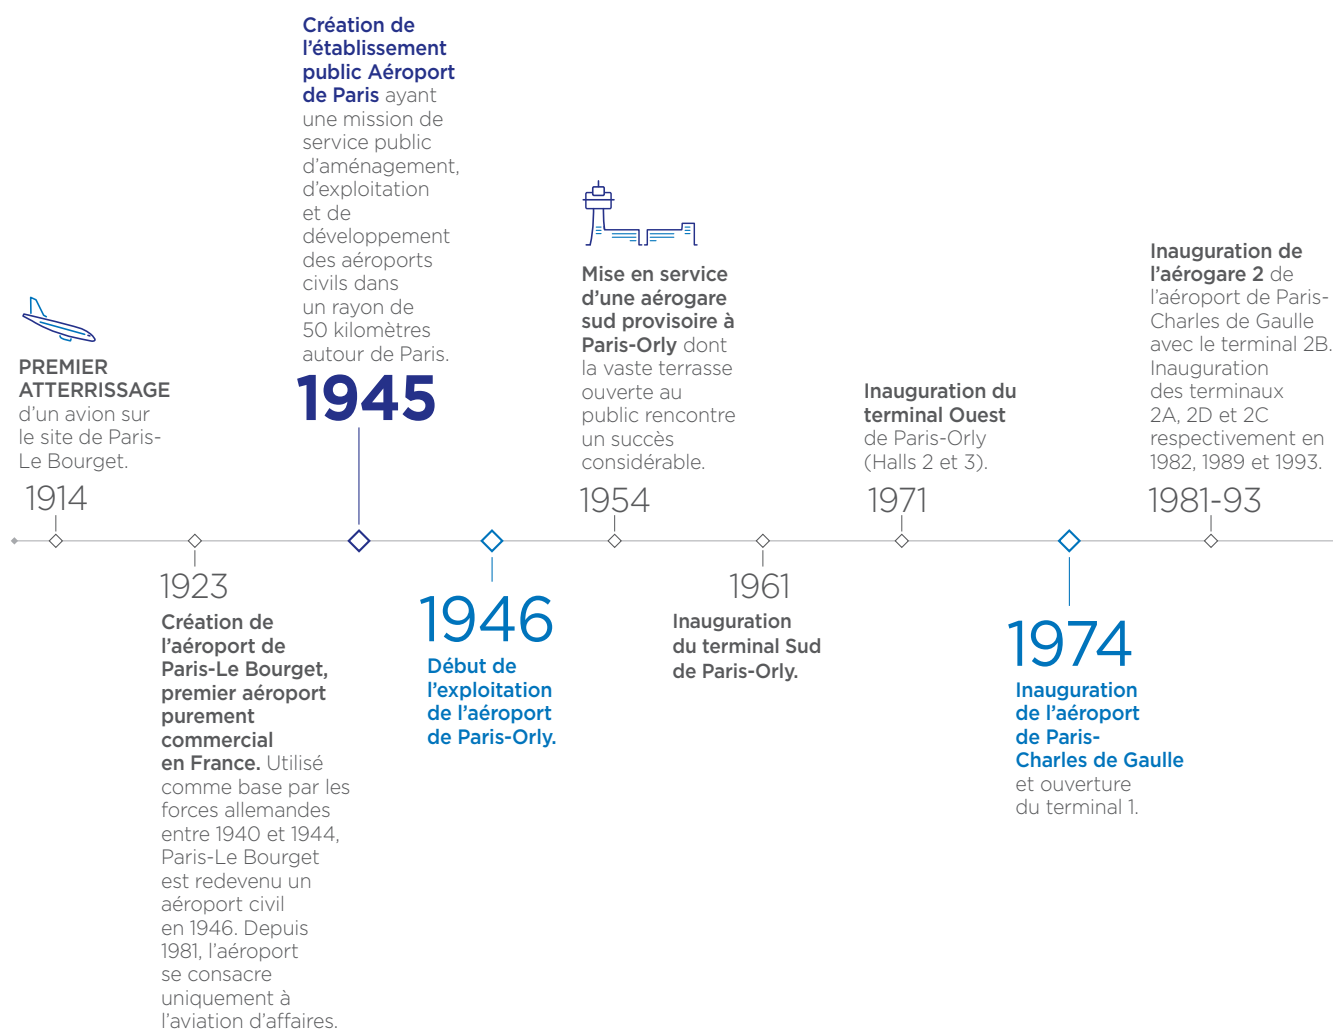 PREMIER
ATTERRISSAGE
d'un avion sur
le site de Paris-
Le Bourget.
1914
1923
Création de
l'aéroport de
Paris-Le Bourget,
premier aéroport
purement
commercial
en France. Utilisé
comme base par les
forces allemandes
entre 1940 et 1944,
Paris-Le Bourget
est redevenu un
aéroport civil
en 1946. Depuis
1981, l'aéroport
se consacre
uniquement à
l'aviation d'affaires.
Création de
l'établissement
public Aéroport
de Paris ayant
une mission de
service public
d'aménagement,
d'exploitation
et de
développement
des aéroports
civils dans
un rayon de
50 kilomètres
autour de Paris.
1945
1946
Début de
l'exploitation
de l'aéroport
de Paris-Orly.
Mise en service
d'une aérogare
sud provisoire à
Paris-Orly dont
la vaste terrasse
ouverte au
public rencontre
un succès
considérable.
1954
1961
Inauguration
du terminal Sud
de Paris-Orly.
Inauguration du
terminal Ouest
de Paris-Orly
(Halls 2 et 3).
1971
1974
Inauguration
de l'aéroport
de Paris-
Charles de Gaulle
et ouverture
du terminal 1.
Inauguration de
l'aérogare 2 de
l'aéroport de Paris-
Charles de Gaulle
avec le terminal 2B.
Inauguration
des terminaux
2A, 2D et 2C
respectivement en
1982, 1989 et 1993.
1981-93